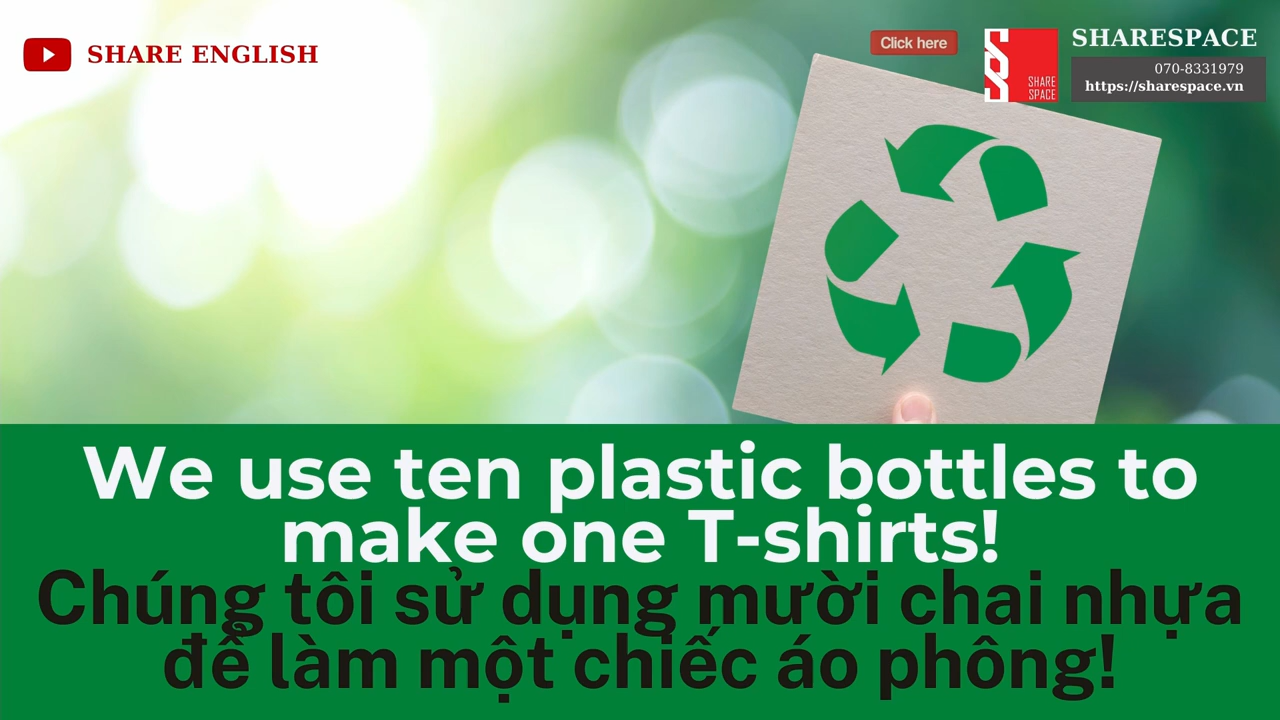 SHARE ENGLISH
Click here
SHARE
SPACE
SHARESPACE
070-8331979
https://sharespace.vn
We use ten plastic bottles to
make one T-shirts!
Chúng tôi sử dụng mười chai nhựa
để làm một chiếc áo phông!